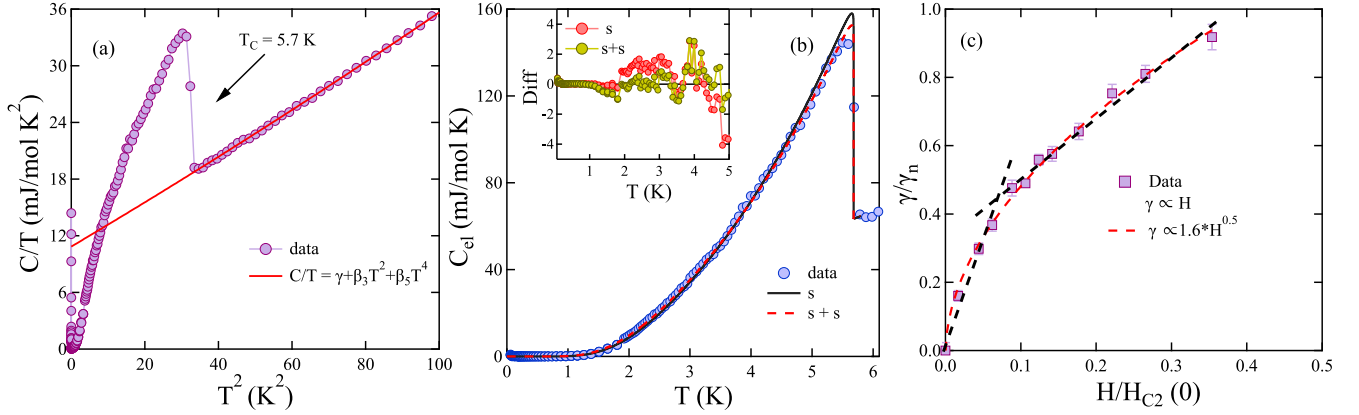 (a)
T_C = 5.7 K
data
C/T = γ+β₃T²+β₅T⁴
C/T (mJ/mol K²)
36
30
24
18
12
6
0
0 20 40 60 80 100
T² (K²)
(b)
s
s+s
Diff
4
2
0
-2
-4
1 2 3 4 5
T (K)
data
s
s + s
C_el (mJ/mol K)
160
120
80
40
0
0 1 2 3 4 5 6
T (K)
(c)
Data
γ ∝ H
γ ∝1.6*H^0.5
γ/γ_n
1.0
0.8
0.6
0.4
0.2
0.0
0.0 0.1 0.2 0.3 0.4 0.5
H/H_C2 (0)